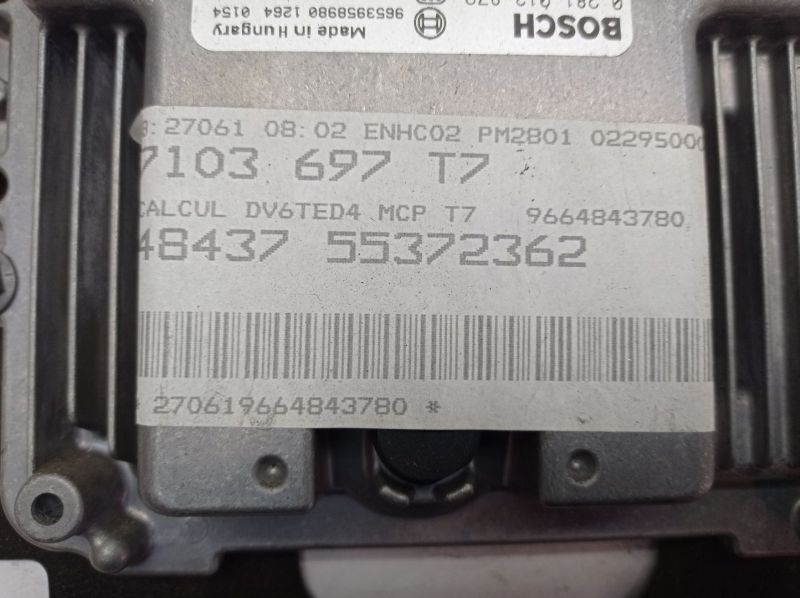 BOSCH
Made in Hungary
9653958980 1264 0154
27061 08:02 ENHC02 PM2801 02295000
7103 697 T7
CALCUL DV6TED4 MCP T7 9664843780
48437 55372362
* 270619664843780 *